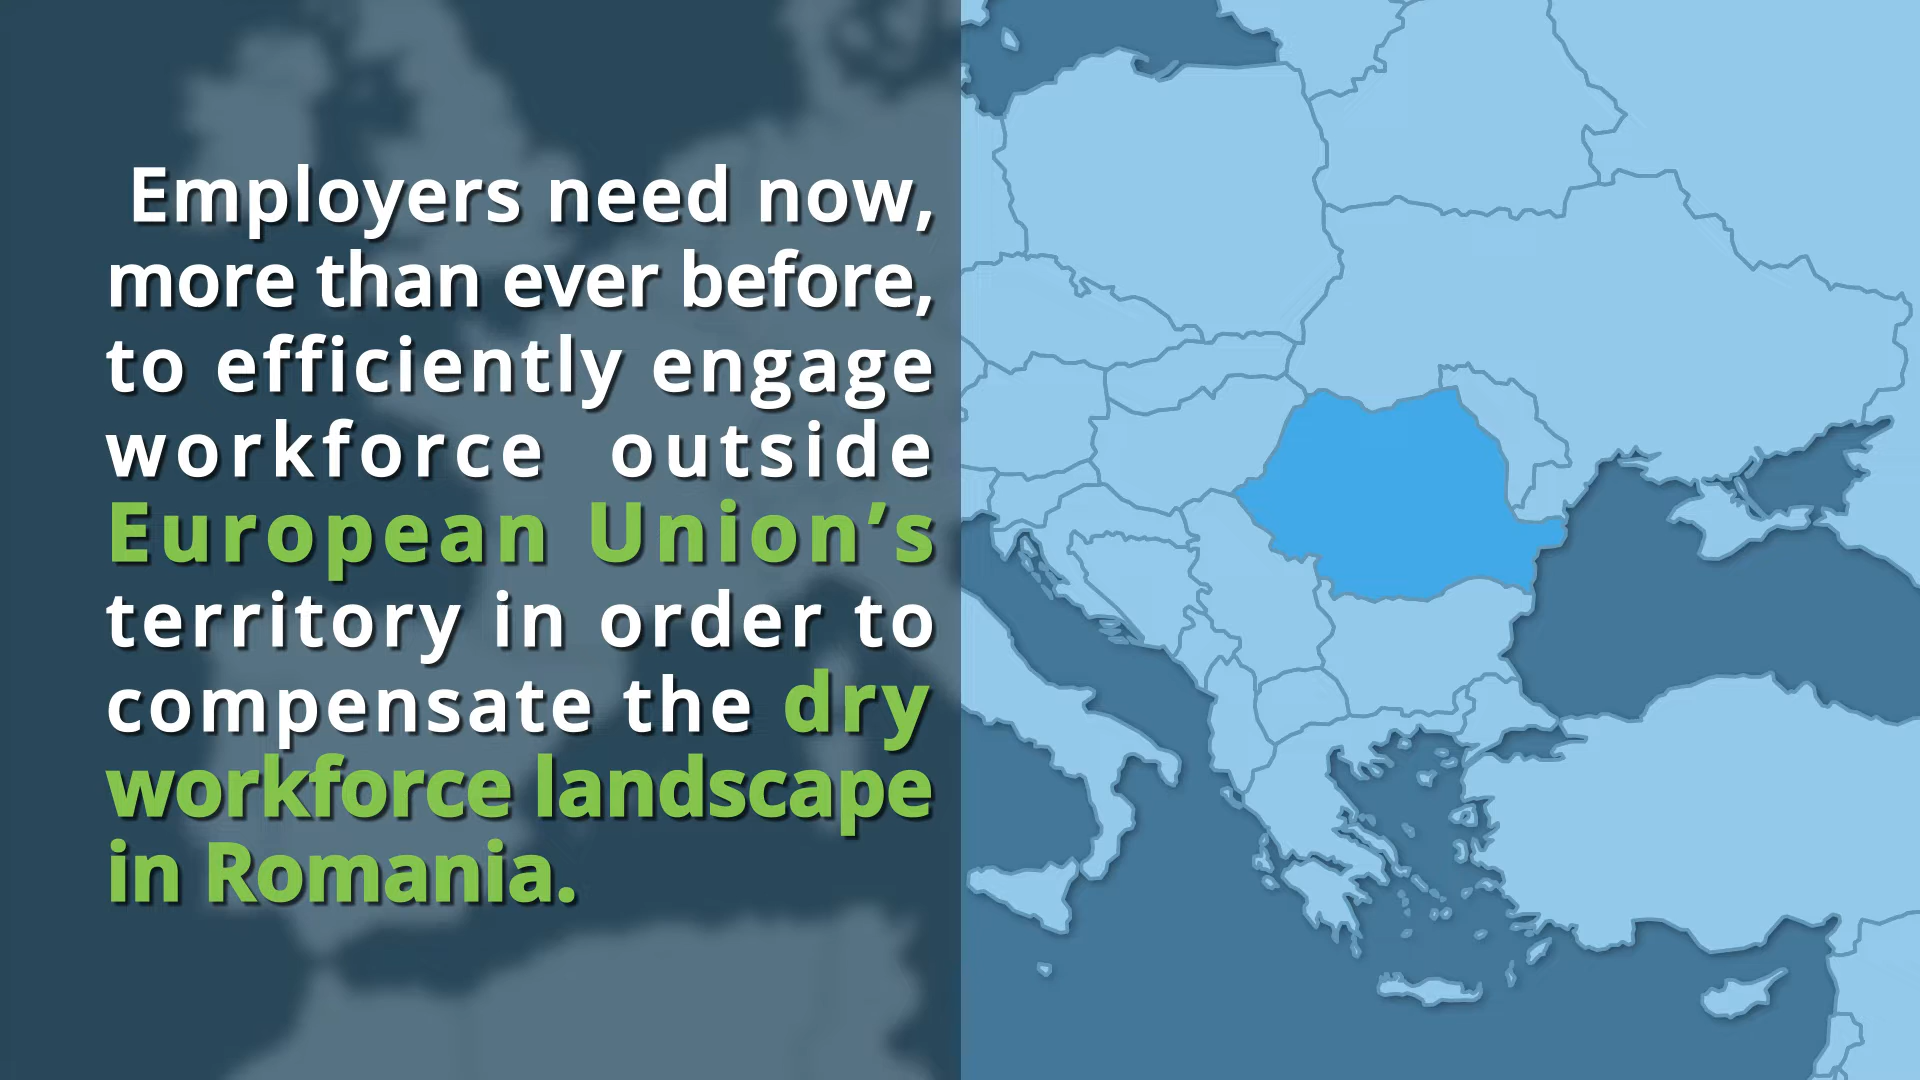 Employers need now,
more than ever before,
to efficiently engage
workforce outside
European Union’s
territory in order to
compensate the dry
workforce landscape
in Romania.